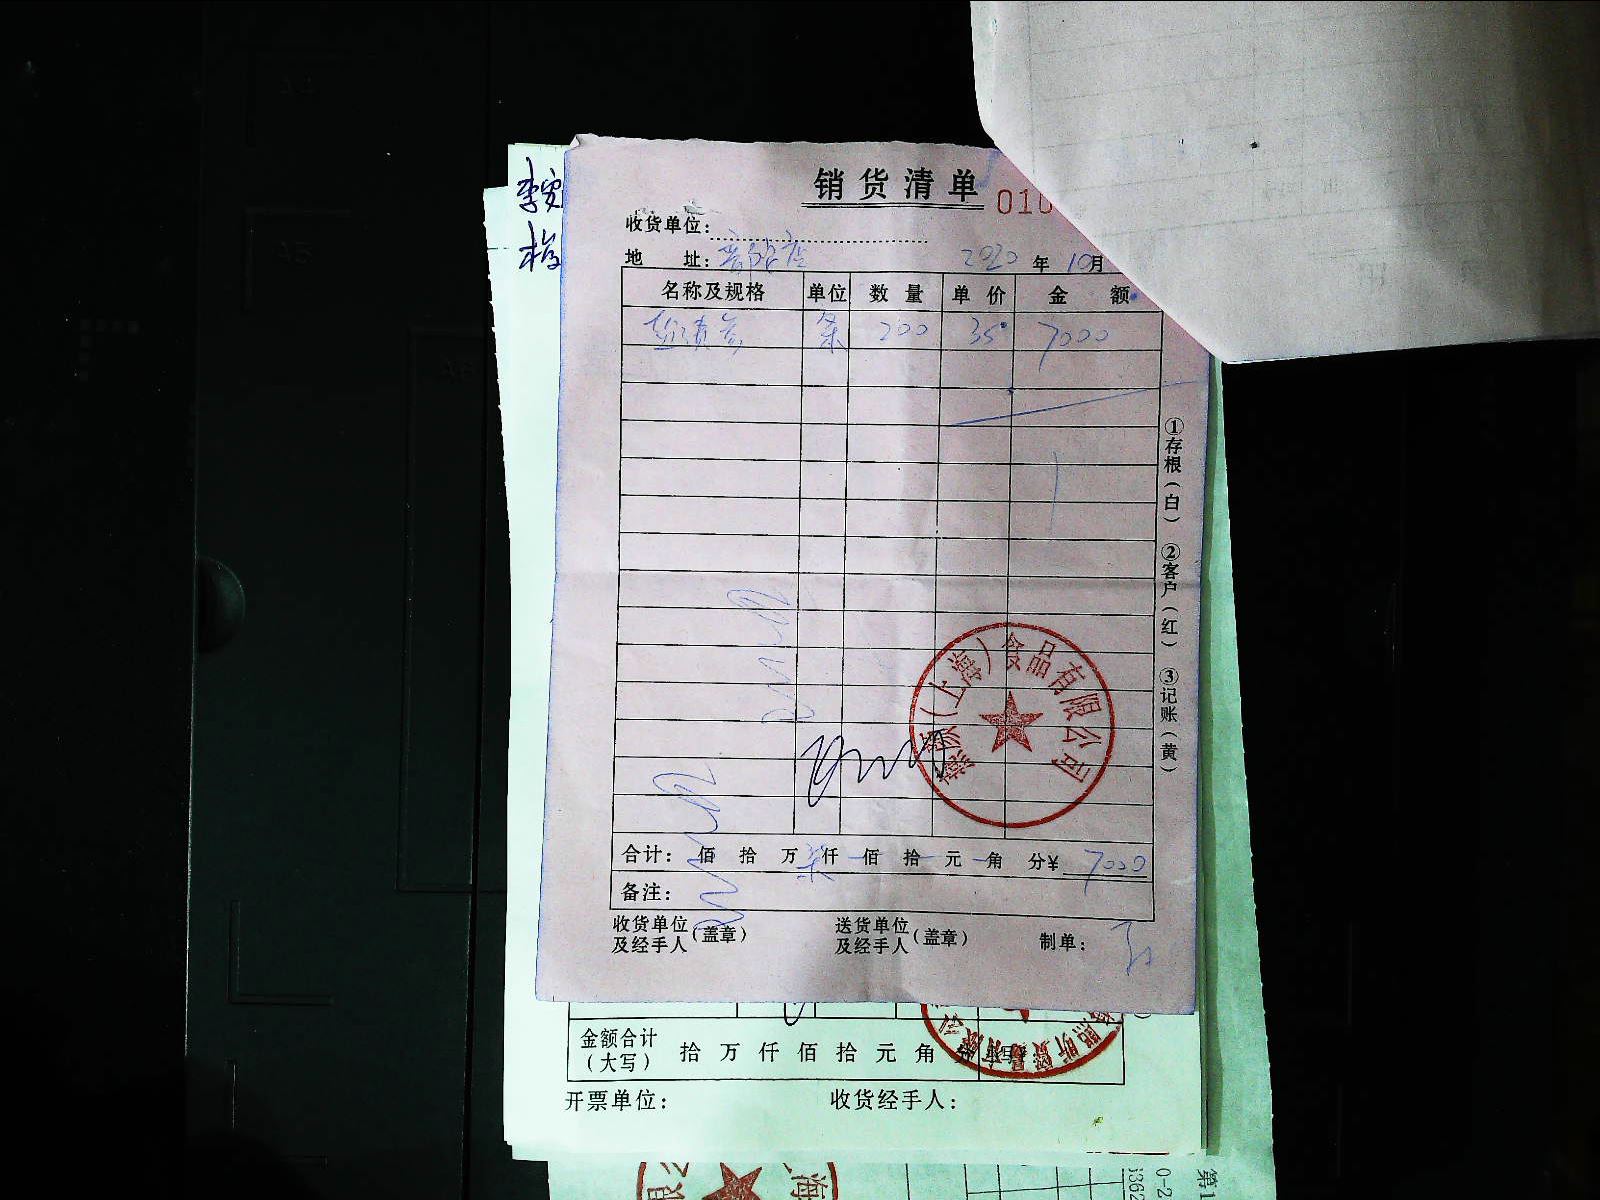 销货清单 010
收货单位：
地 址： 2020 年 10月
名称及规格 单位 数 量 单 价 金 额
条 200 35 7000
①存根（白） ②客户（红） ③记账（黄）
（上海）食品有限公司
合计： 佰 拾 万 柒 仟 佰 拾 元 角 分¥ 7000
备注：
收货单位及经手人（盖章） 送货单位及经手人（盖章） 制单：
金额合计（大写） 拾 万 仟 佰 拾 元 角
开票单位： 收货经手人：